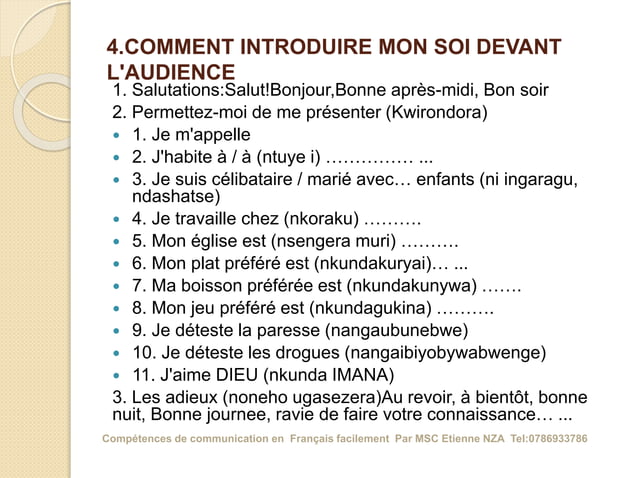 4.COMMENT INTRODUIRE MON SOI DEVANT
L'AUDIENCE
1. Salutations:Salut!Bonjour,Bonne après-midi, Bon soir
2. Permettez-moi de me présenter (Kwirondora)
• 1. Je m'appelle
• 2. J'habite à / à (ntuye i) …………… ...
• 3. Je suis célibataire / marié avec… enfants (ni ingaragu,
ndashatse)
• 4. Je travaille chez (nkoraku) ……….
• 5. Mon église est (nsengera muri) ……….
• 6. Mon plat préféré est (nkundakuryai)… ...
• 7. Ma boisson préférée est (nkundakunywa) …….
• 8. Mon jeu préféré est (nkundagukina) ……….
• 9. Je déteste la paresse (nangaubunebwe)
• 10. Je déteste les drogues (nangaibiyobywabwenge)
• 11. J'aime DIEU (nkunda IMANA)
3. Les adieux (noneho ugasezera)Au revoir, à bientôt, bonne
nuit, Bonne journee, ravie de faire votre connaissance… ...
Compétences de communication en Français facilement Par MSC Etienne NZA Tel:0786933786